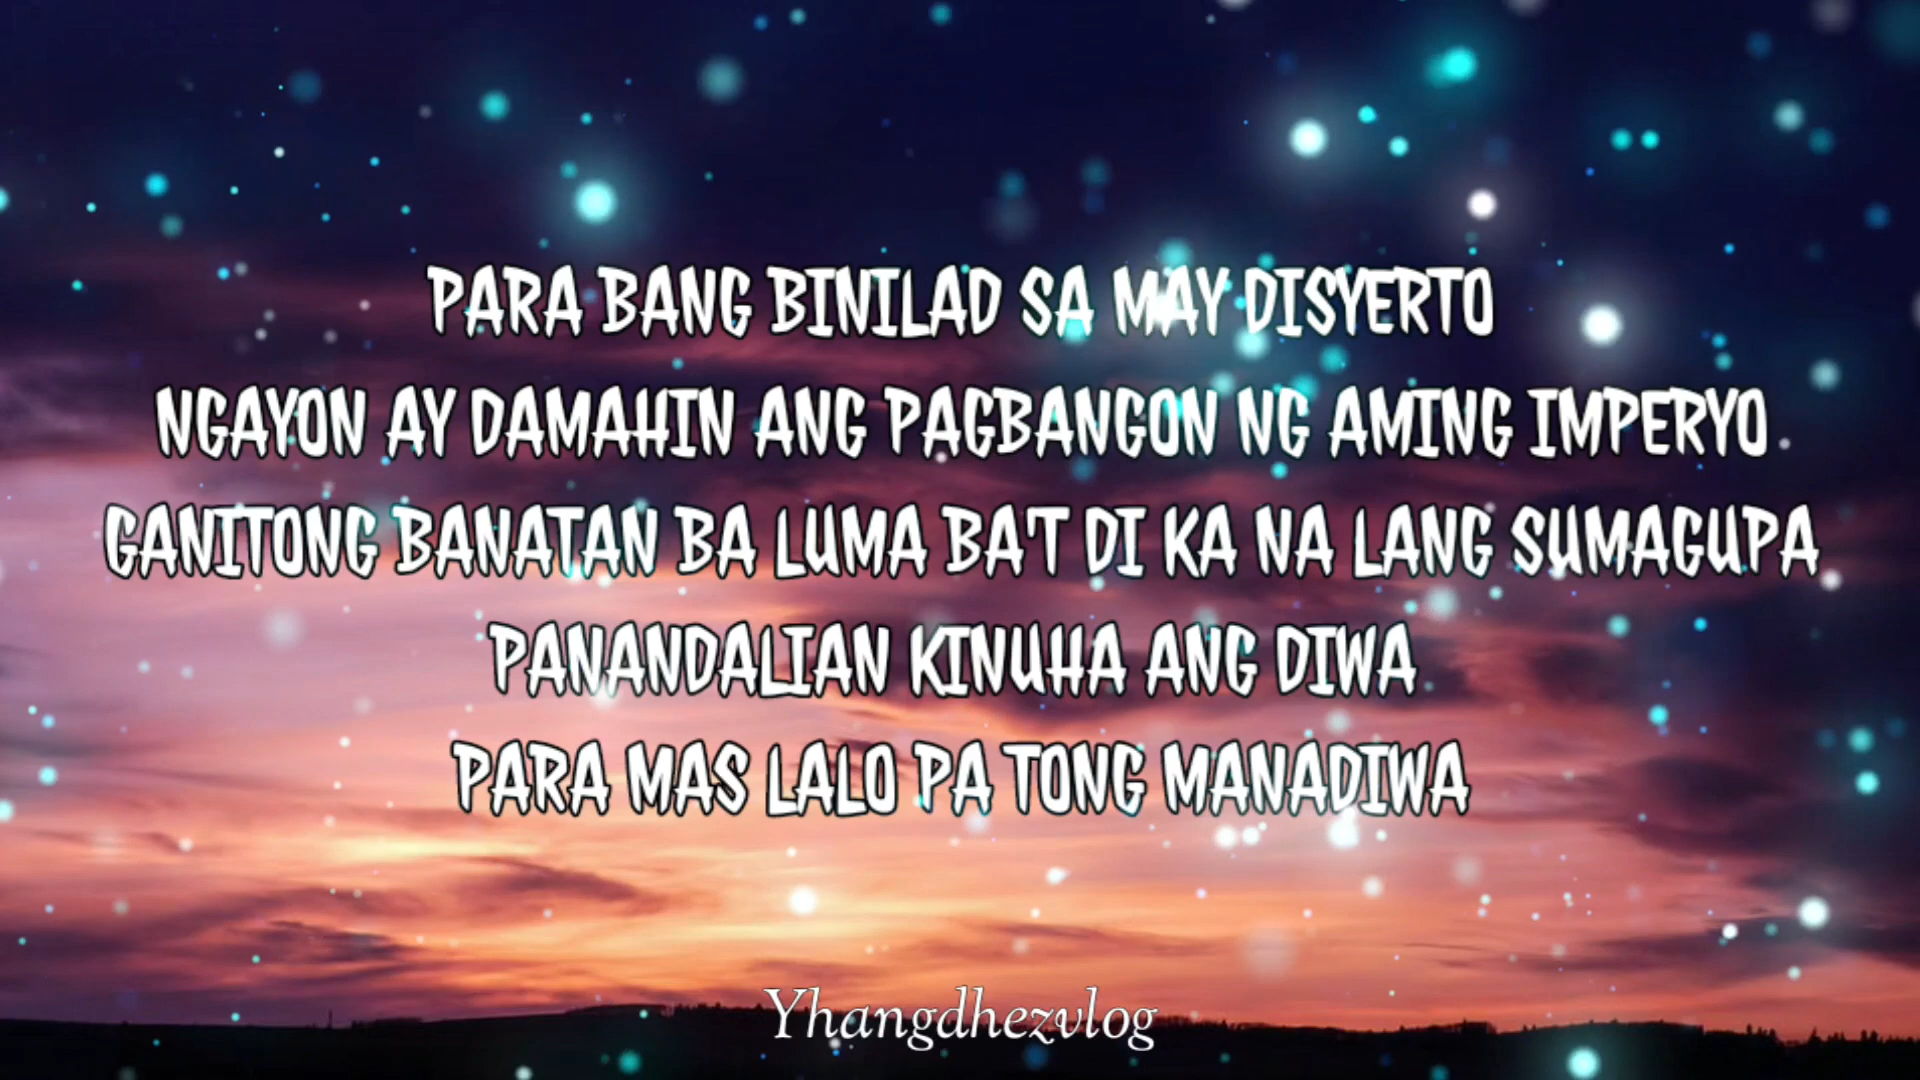 PARA BANG BINILAD SA MAY DISYERTO
NGAYON AY DAMAHIN ANG PAGBANGON NG AMING IMPERYO
GANITONG BANATAN BA LUMA BA'T DI KA NA LANG SUMAGUPA
PANANDALIAN KINUHA ANG DIWA
PARA MAS LALO PA TONG MANADIWA
Yhangdhezvlog